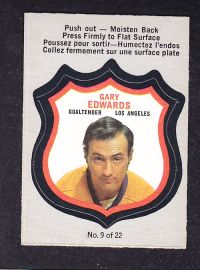 Push out — Moisten Back
Press Firmly to Flat Surface
Poussez pour sortir—Humectez l'endos
Collez fermement sur une surface plate
GARY
EDWARDS
GOALTENDER LOS ANGELES
No. 9 of 22